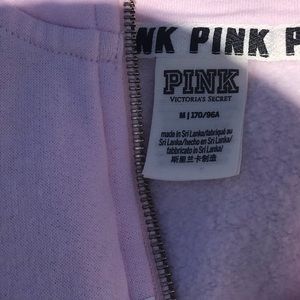 NK PINK PINK
PINK
VICTORIA'S SECRET
M | 170/96A
made in Sri Lanka/fabriqué au
Sri Lanka/hecho en Sri Lanka/
fabbricato in Sri Lanka/
斯里兰卡制造